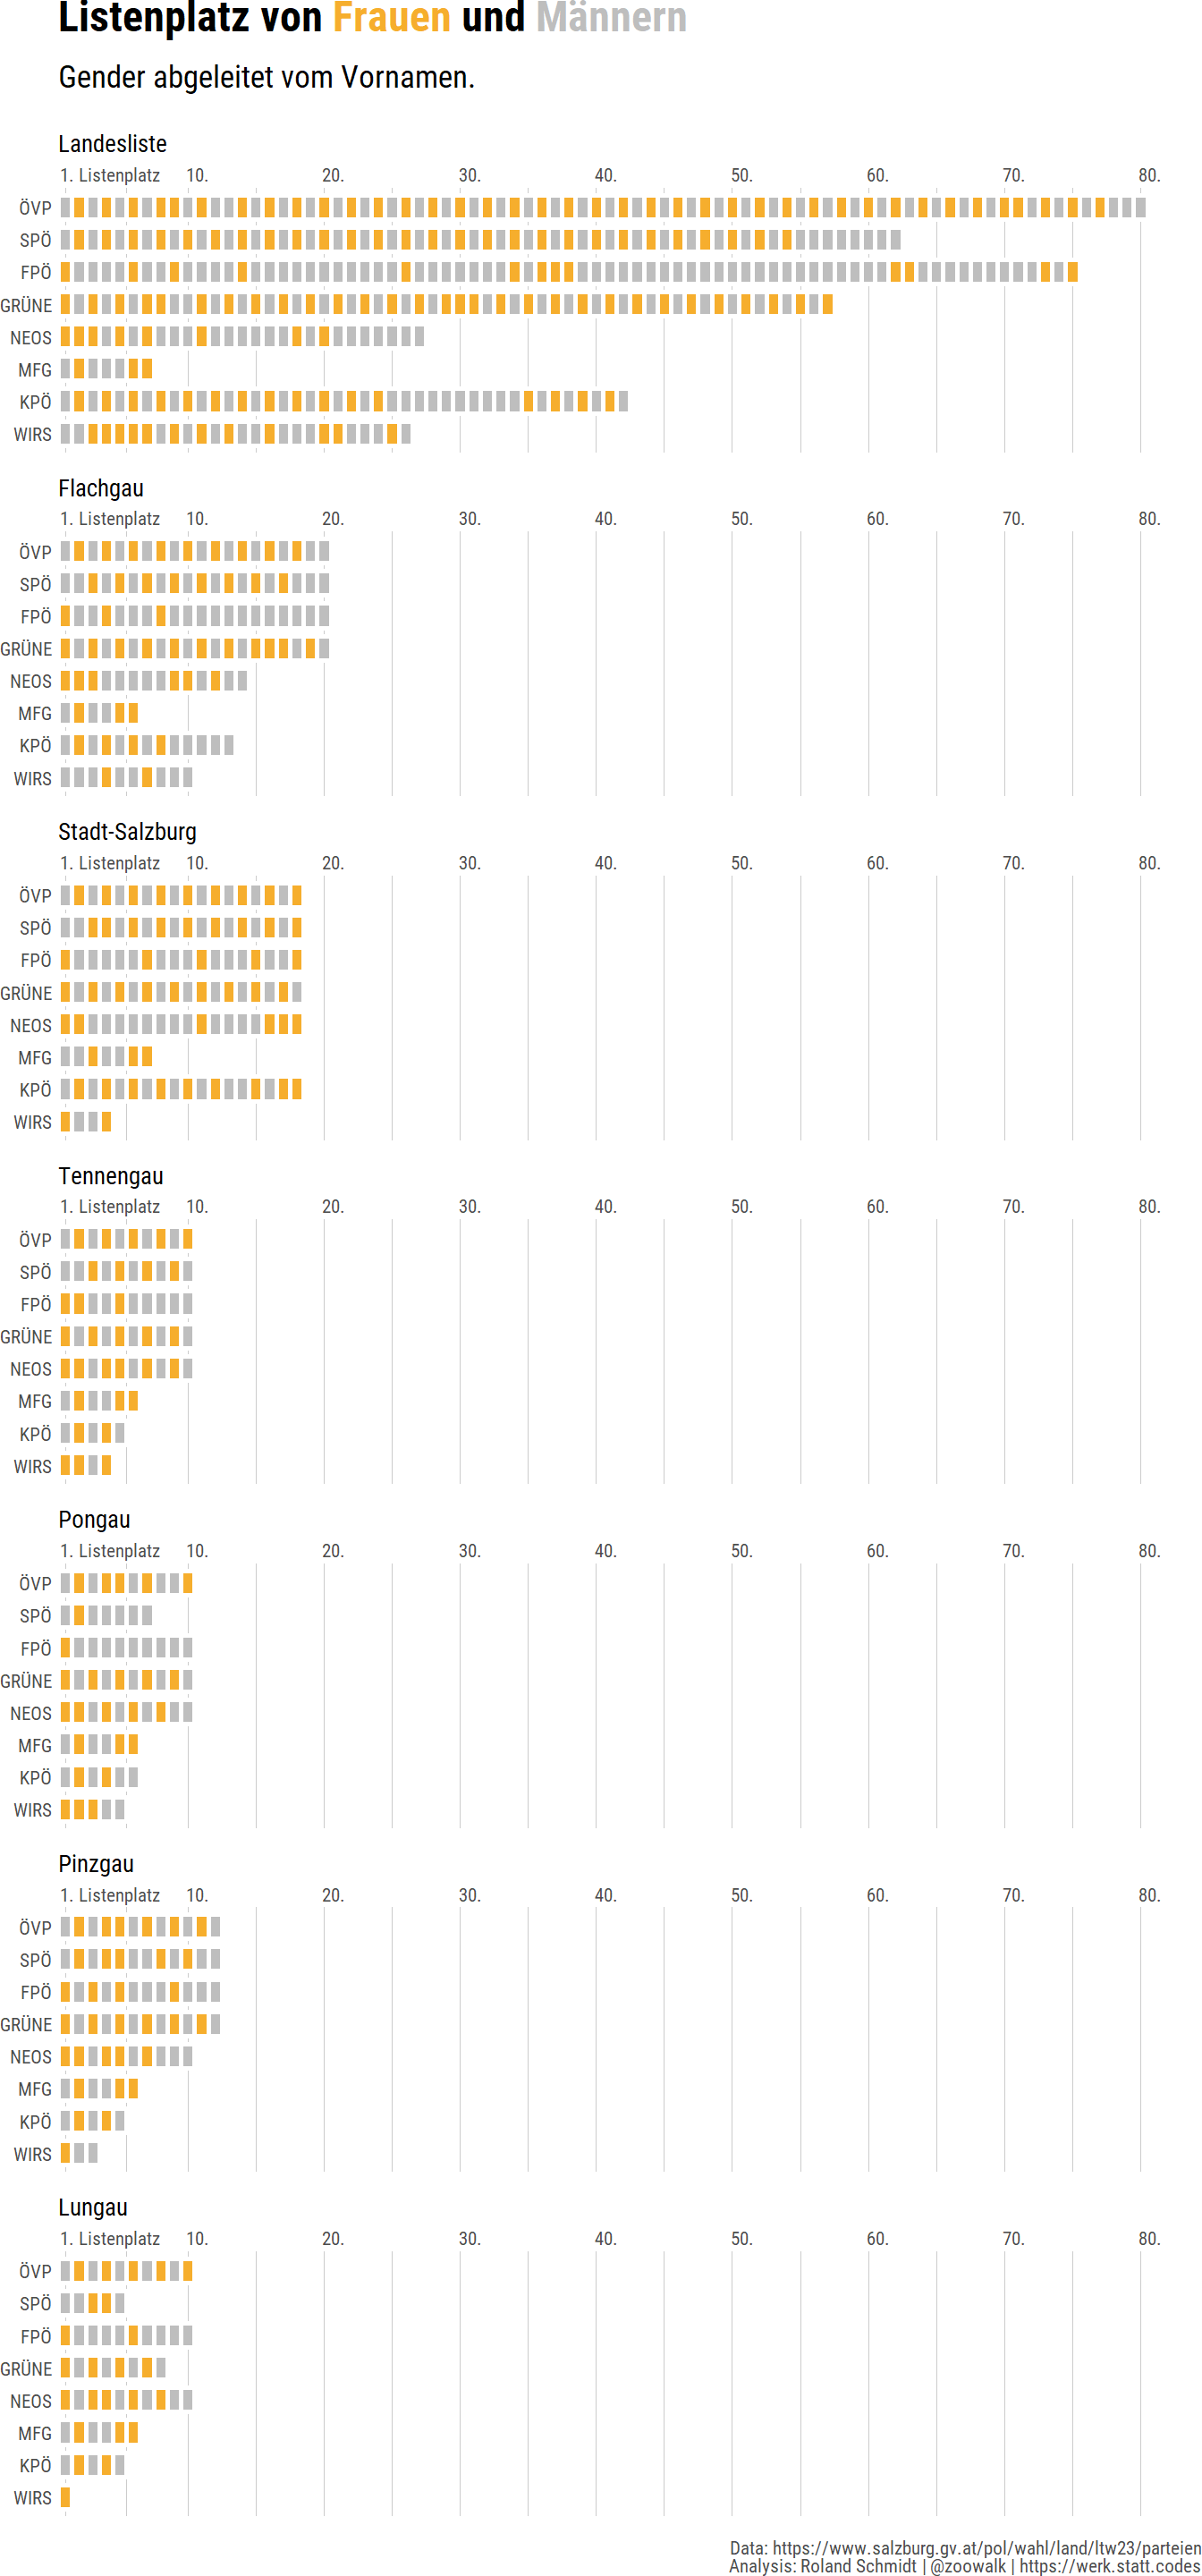 Listenplatz von Frauen und Männern
Gender abgeleitet vom Vornamen.
Landesliste
1. Listenplatz 10. 20. 30. 40. 50. 60. 70. 80.
ÖVP
SPÖ
FPÖ
GRÜNE
NEOS
MFG
KPÖ
WIRS
Flachgau
1. Listenplatz 10. 20. 30. 40. 50. 60. 70. 80.
ÖVP
SPÖ
FPÖ
GRÜNE
NEOS
MFG
KPÖ
WIRS
Stadt-Salzburg
1. Listenplatz 10. 20. 30. 40. 50. 60. 70. 80.
ÖVP
SPÖ
FPÖ
GRÜNE
NEOS
MFG
KPÖ
WIRS
Tennengau
1. Listenplatz 10. 20. 30. 40. 50. 60. 70. 80.
ÖVP
SPÖ
FPÖ
GRÜNE
NEOS
MFG
KPÖ
WIRS
Pongau
1. Listenplatz 10. 20. 30. 40. 50. 60. 70. 80.
ÖVP
SPÖ
FPÖ
GRÜNE
NEOS
MFG
KPÖ
WIRS
Pinzgau
1. Listenplatz 10. 20. 30. 40. 50. 60. 70. 80.
ÖVP
SPÖ
FPÖ
GRÜNE
NEOS
MFG
KPÖ
WIRS
Lungau
1. Listenplatz 10. 20. 30. 40. 50. 60. 70. 80.
ÖVP
SPÖ
FPÖ
GRÜNE
NEOS
MFG
KPÖ
WIRS
Data: https://www.salzburg.gv.at/pol/wahl/land/ltw23/parteien
Analysis: Roland Schmidt | @zoowalk | https://werk.statt.codes